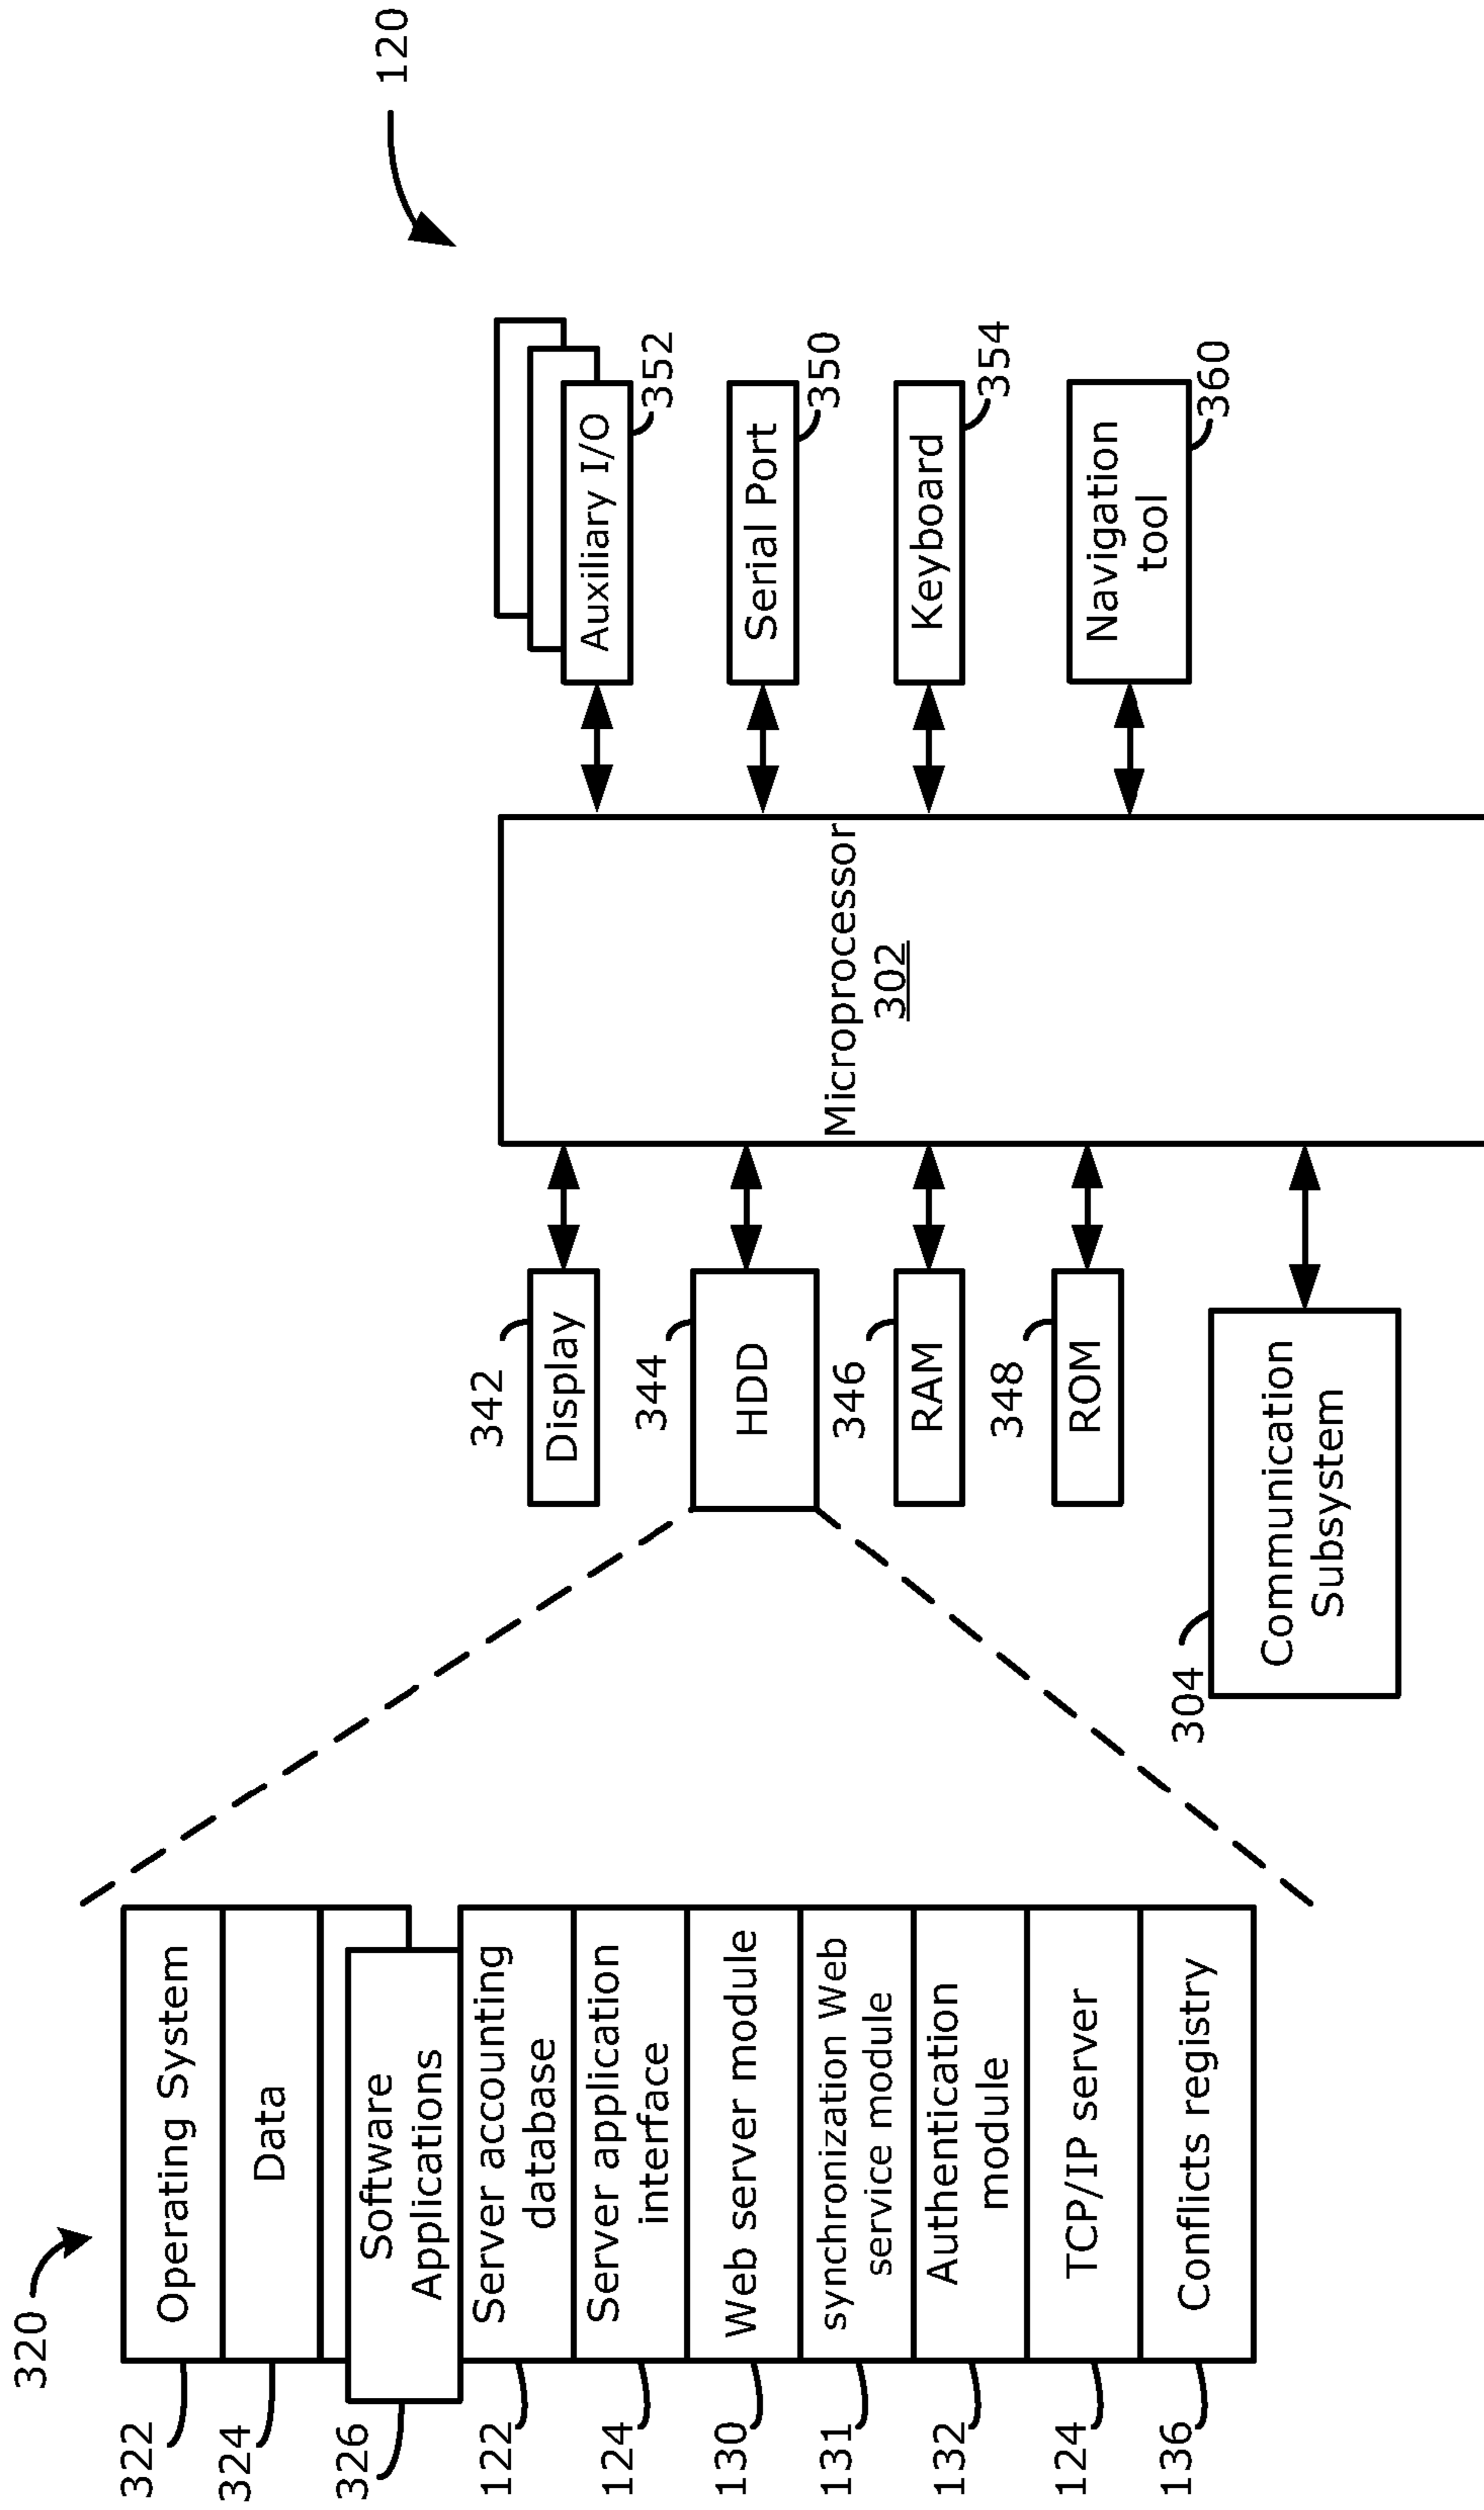 320
322
Operating System
324
Data
326
Software
Applications
122
Server accounting
database
124
Server application
interface
130
Web server module
131
synchronization Web
service module
132
Authentication
module
124
TCP/IP server
136
Conflicts registry
342
Display
344
HDD
346
RAM
348
ROM
304
Communication
Subsystem
Microprocessor
302
Auxiliary I/O
352
Serial Port
350
Keyboard
354
Navigation
tool
360
120